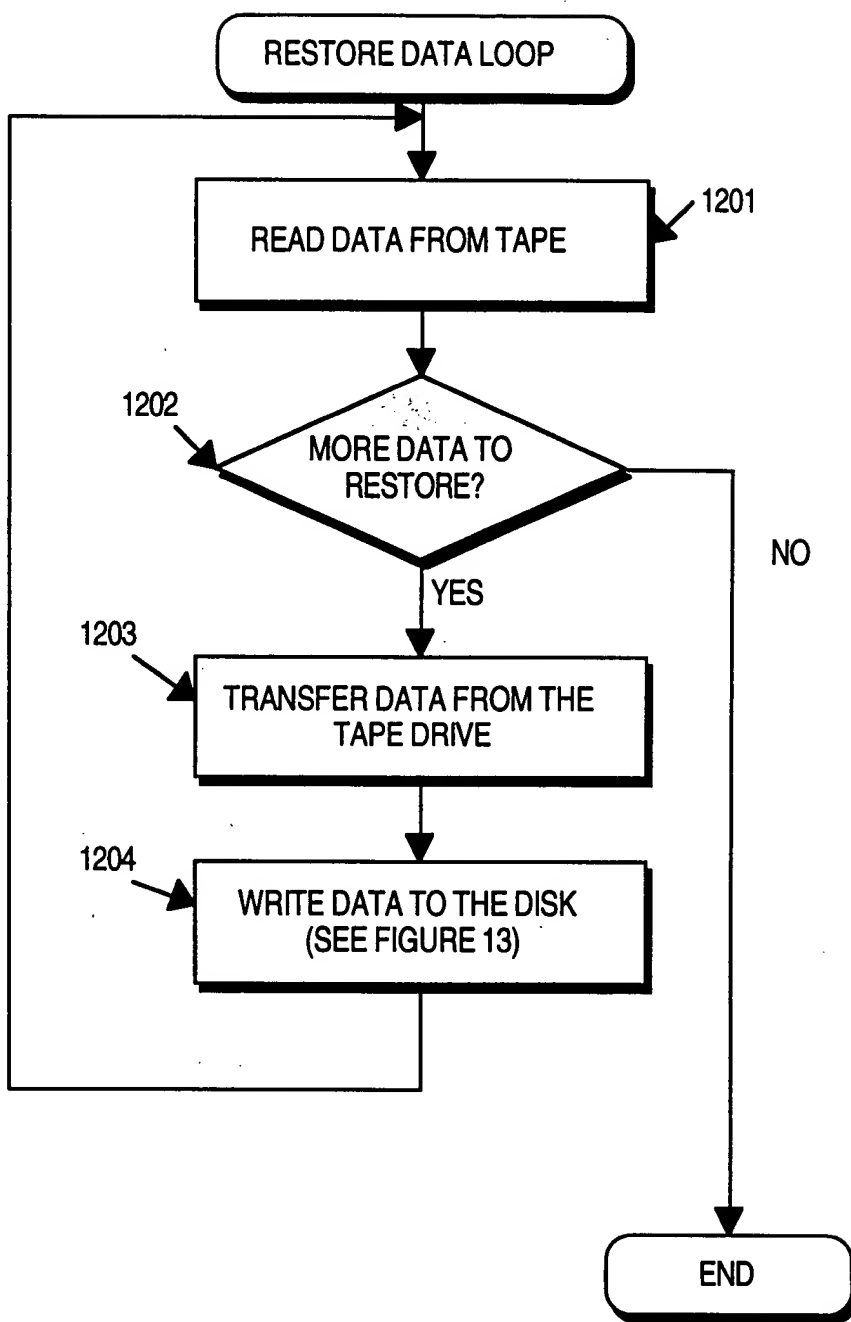 RESTORE DATA LOOP
1201
READ DATA FROM TAPE
1202
MORE DATA TO
RESTORE?
NO
YES
1203
TRANSFER DATA FROM THE
TAPE DRIVE
1204
WRITE DATA TO THE DISK
(SEE FIGURE 13)
END